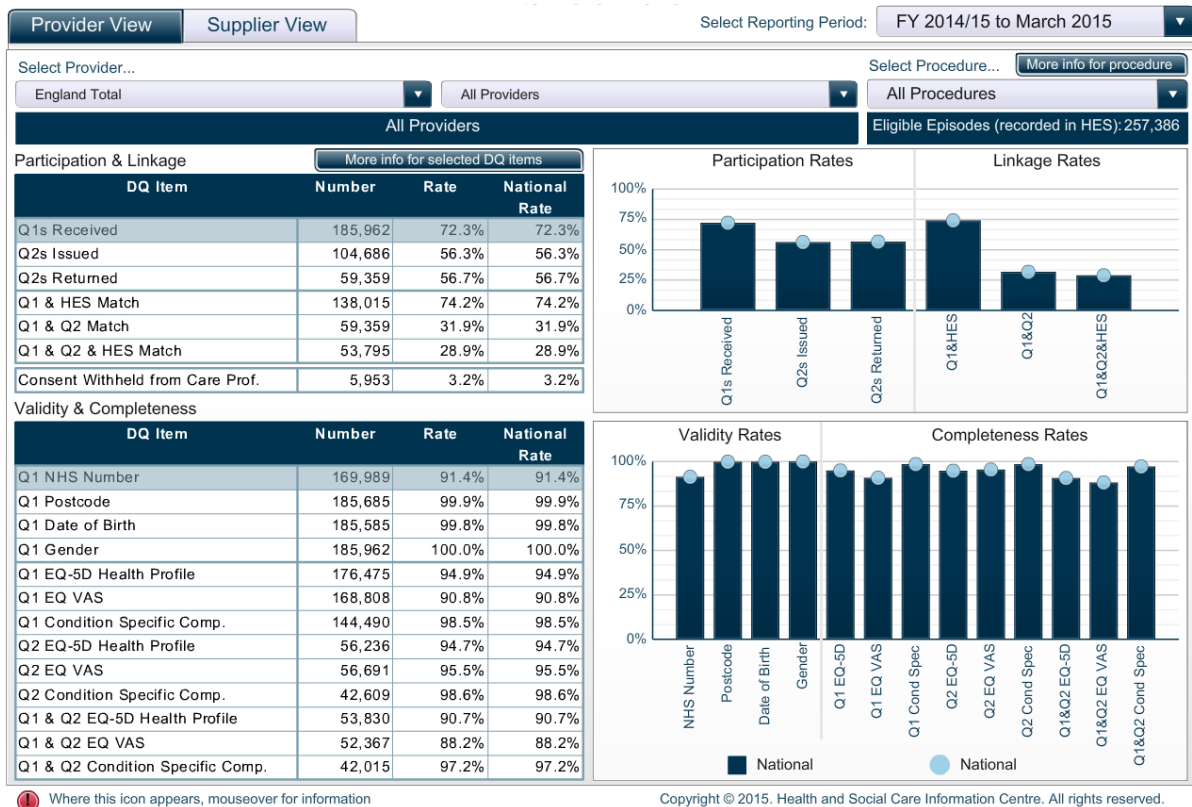 Provider View
Supplier View
Select Reporting Period:
FY 2014/15 to March 2015
Select Provider...
Select Procedure...
More info for procedure
England Total
All Providers
All Procedures
All Providers
Eligible Episodes (recorded in HES): 257,386
Participation & Linkage
More info for selected DQ items
DQ Item Number Rate National Rate
Q1s Received 185,962 72.3% 72.3%
Q2s Issued 104,686 56.3% 56.3%
Q2s Returned 59,359 56.7% 56.7%
Q1 & HES Match 138,015 74.2% 74.2%
Q1 & Q2 Match 59,359 31.9% 31.9%
Q1 & Q2 & HES Match 53,795 28.9% 28.9%
Consent Withheld from Care Prof. 5,953 3.2% 3.2%
Participation Rates
Linkage Rates
100%
75%
50%
25%
0%
Q1s Received
Q2s Issued
Q2s Returned
Q1&HES
Q1&Q2
Q1&Q2&HES
Validity & Completeness
DQ Item Number Rate National Rate
Q1 NHS Number 169,989 91.4% 91.4%
Q1 Postcode 185,685 99.9% 99.9%
Q1 Date of Birth 185,585 99.8% 99.8%
Q1 Gender 185,962 100.0% 100.0%
Q1 EQ-5D Health Profile 176,475 94.9% 94.9%
Q1 EQ VAS 168,808 90.8% 90.8%
Q1 Condition Specific Comp. 144,490 98.5% 98.5%
Q2 EQ-5D Health Profile 56,236 94.7% 94.7%
Q2 EQ VAS 56,691 95.5% 95.5%
Q2 Condition Specific Comp. 42,609 98.6% 98.6%
Q1 & Q2 EQ-5D Health Profile 53,830 90.7% 90.7%
Q1 & Q2 EQ VAS 52,367 88.2% 88.2%
Q1 & Q2 Condition Specific Comp. 42,015 97.2% 97.2%
Validity Rates
Completeness Rates
100%
75%
50%
25%
0%
NHS Number
Postcode
Date of Birth
Gender
Q1 EQ-5D
Q1 EQ VAS
Q1 Cond Spec
Q2 EQ-5D
Q2 EQ VAS
Q2 Cond Spec
Q1&Q2 EQ-5D
Q1&Q2 EQ VAS
Q1&Q2 Cond Spec
National
National
Where this icon appears, mouseover for information
Copyright © 2015. Health and Social Care Information Centre. All rights reserved.